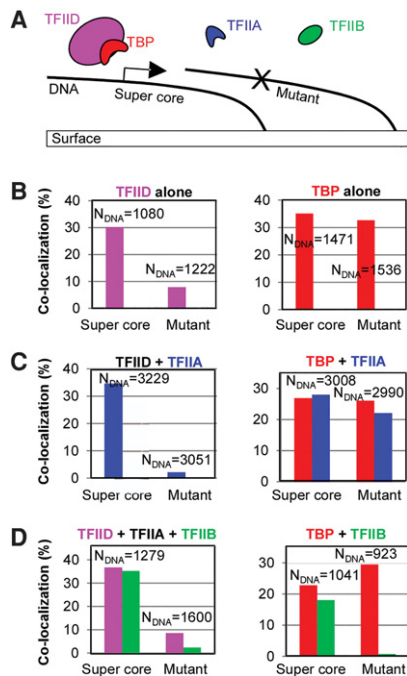 A
TFIID
TBP
TFIIA
TFIIB
DNA
Super core
Mutant
Surface
B
TFIID alone
TBP alone
Co-localization (%)
40
30
20
10
0
NDNA=1080
NDNA=1222
Super core Mutant
40
30
20
10
0
NDNA=1471
NDNA=1536
Super core Mutant
C
TFIID + TFIIA
TBP + TFIIA
Co-localization (%)
40
30
20
10
0
NDNA=3229
NDNA=3051
Super core Mutant
30
20
10
0
NDNA=3008
NDNA=2990
Super core Mutant
D
TFIID + TFIIA + TFIIB
TBP + TFIIB
Co-localization (%)
40
30
20
10
0
NDNA=1279
NDNA=1600
Super core Mutant
30
20
10
0
NDNA=1041
NDNA=923
Super core Mutant